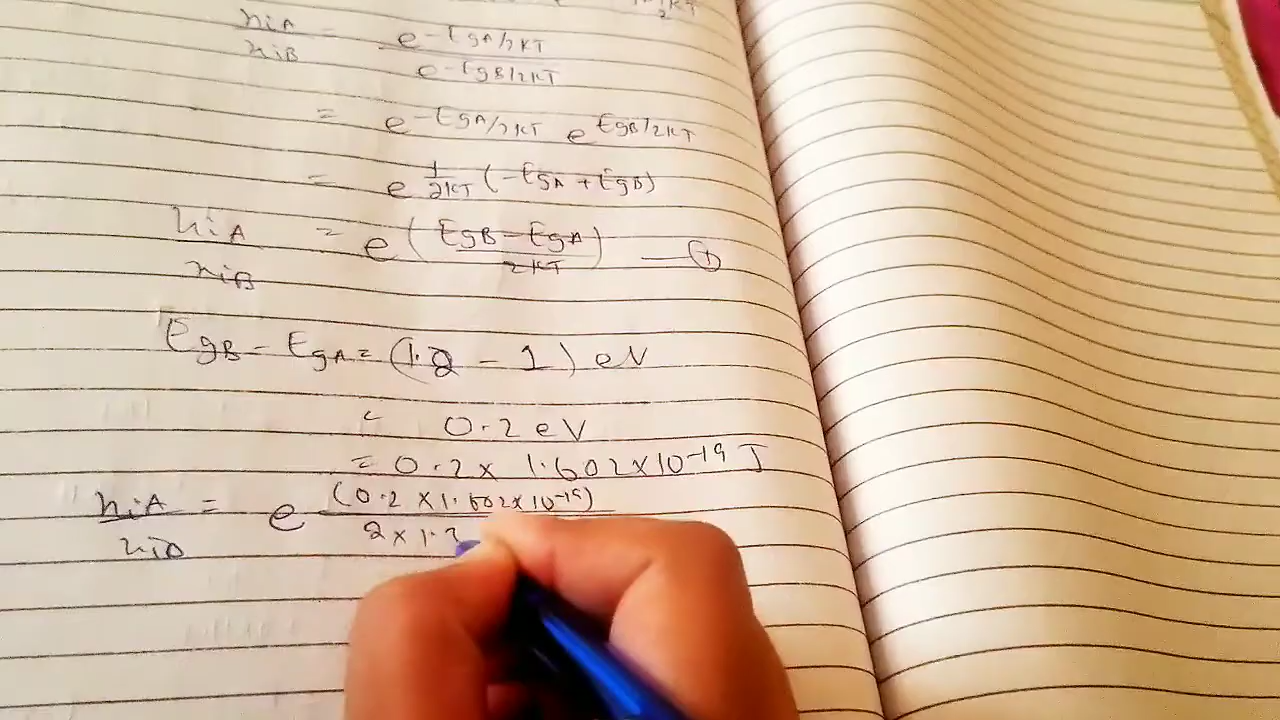 niA / niB = e^-EgA/2KT / e^-EgB/2KT
= e^-EgA/2KT e^EgB/2KT
= e^1/2KT (-EgA + EgB)
niA / niB = e^(EgB - EgA / 2KT)
EgB - EgA = (1.2 - 1) eV
= 0.2 eV
= 0.2 x 1.602 x 10^-19 J
niA / niB = e^(0.2 x 1.602 x 10^-19) / 2 x 1.3